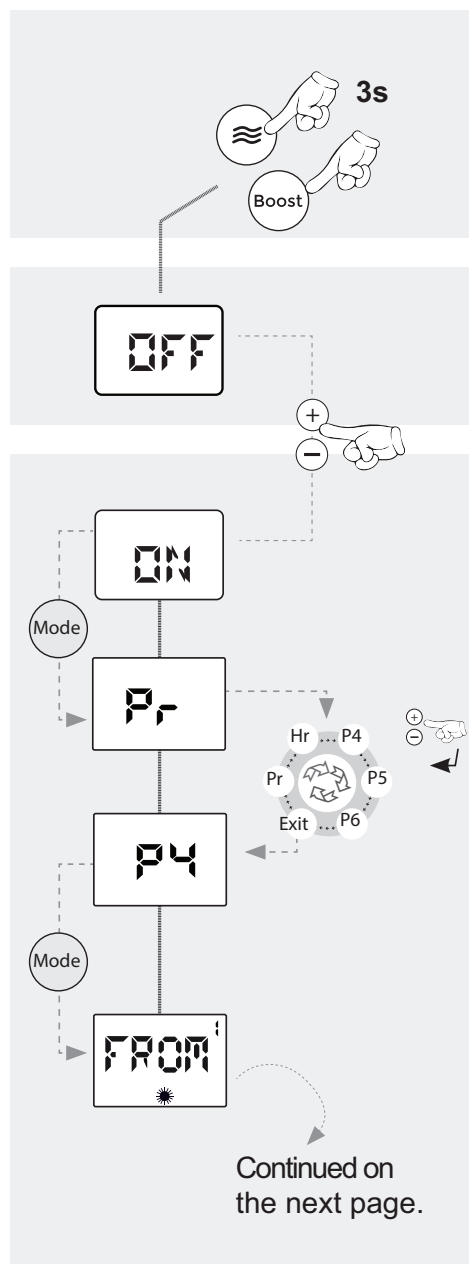 3s
Boost
OFF
+
−
ON
Mode
Pr
Hr
P4
+
−
Pr
P5
Exit
P6
P4
Mode
FROM 1
Continued on
the next page.